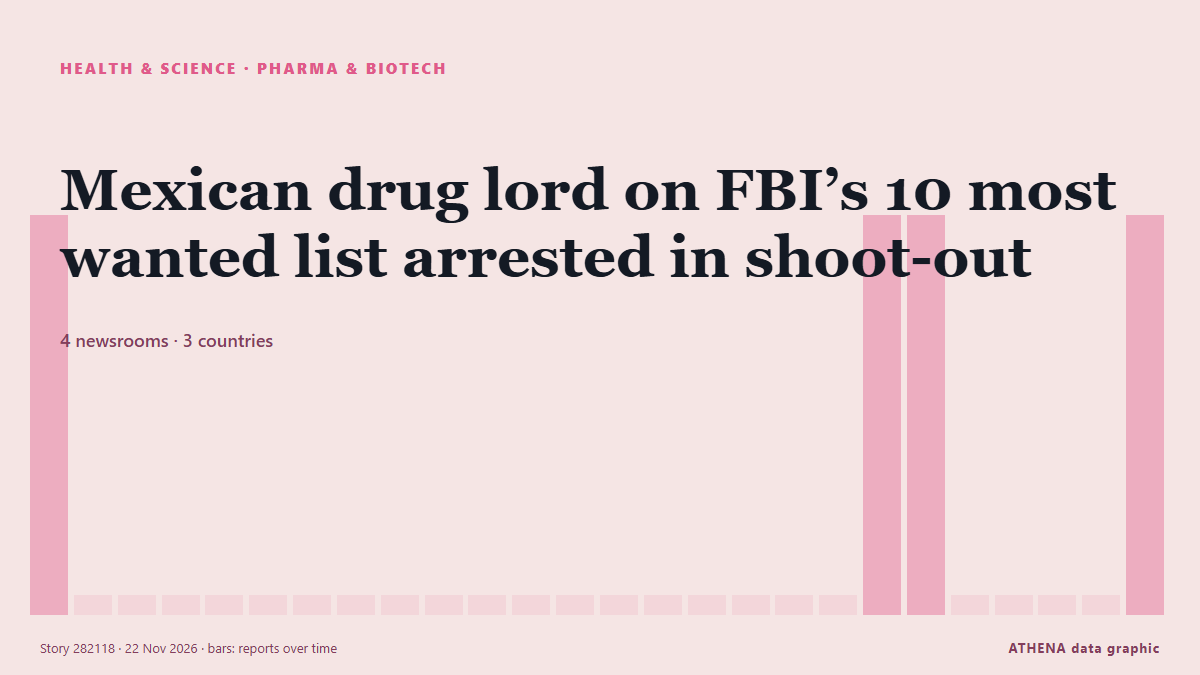 HEALTH & SCIENCE · PHARMA & BIOTECH
Mexican drug lord on FBI’s 10 most
wanted list arrested in shoot-out
4 newsrooms · 3 countries
Story 282118 · 22 Nov 2026 · bars: reports over time
ATHENA data graphic